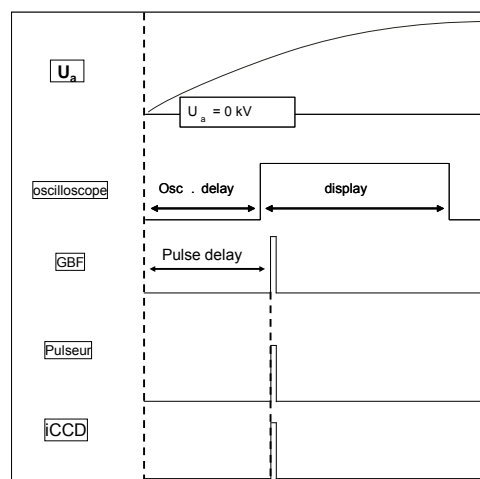 Ua
Ua = 0 kV
oscilloscope
Osc . delay
display
GBF
Pulse delay
Pulseur
iCCD